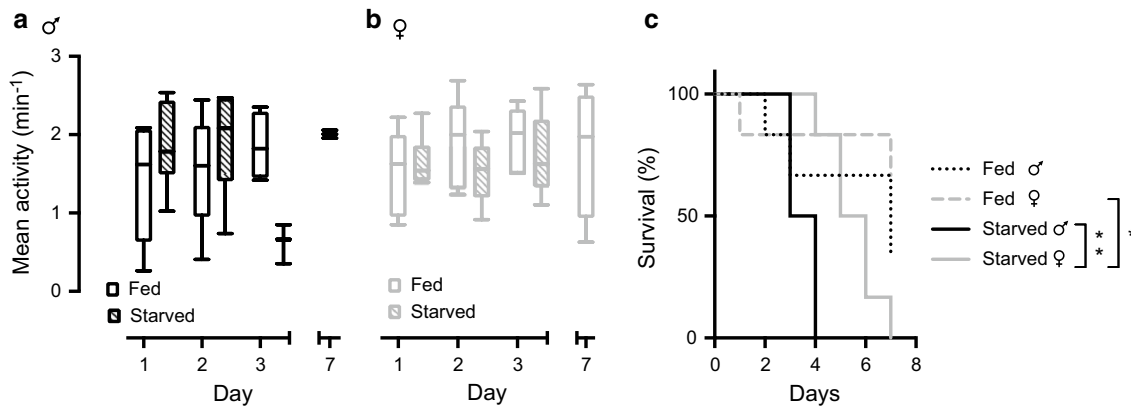 a ♂
b ♀
c
Mean activity (min-1)
3
2
1
0
Fed
Starved
1 2 3 7
Day
Fed
Starved
1 2 3 7
Day
Survival (%)
100
50
0
0 2 4 6 8
Days
Fed ♂
Fed ♀
Starved ♂
Starved ♀
*
*
*